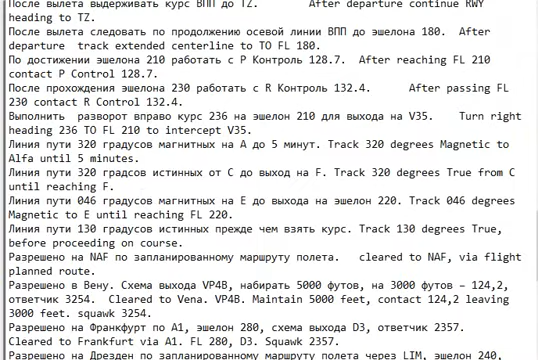 После вылета выдерживать курс ВПП до TZ. After departure continue RWY
heading to TZ.
После вылета следовать по продолжению осевой линии ВПП до эшелона 180. After
departure track extended centerline to TO FL 180.
По достижении эшелона 210 работать с P Контроль 128.7. After reaching FL 210
contact P Control 128.7.
После прохождения эшелона 230 работать с R Контроль 132.4. After passing FL
230 contact R Control 132.4.
Выполнить разворот вправо курс 236 на эшелон 210 для выхода на V35. Turn right
heading 236 TO FL 210 to intercept V35.
Линия пути 320 градусов магнитных на A до 5 минут. Track 320 degrees Magnetic to
Alfa until 5 minutes.
Линия пути 320 градсов истинных от C до выход на F. Track 320 degrees True from C
until reaching F.
Линия пути 046 градусов магнитных на E до выхода на эшелон 220. Track 046 degrees
Magnetic to E until reaching FL 220.
Линия пути 130 градусов истинных прежде чем взять курс. Track 130 degrees True,
before proceeding on course.
Разрешено на NAF по запланированному маршруту полета. cleared to NAF, via flight
planned route.
Разрешено в Вену. Схема выхода VP4B, набирать 5000 футов, на 3000 футов – 124,2,
ответчик 3254. Cleared to Vena. VP4B. Maintain 5000 feet, contact 124,2 leaving
3000 feet. squawk 3254.
Разрешено на Франкфурт по A1, эшелон 280, схема выхода D3, ответчик 2357.
Cleared to Frankfurt via A1. FL 280, D3. Squawk 2357.
Разрешено на Дрезден по запланированному маршруту полета через LIM, эшелон 240,